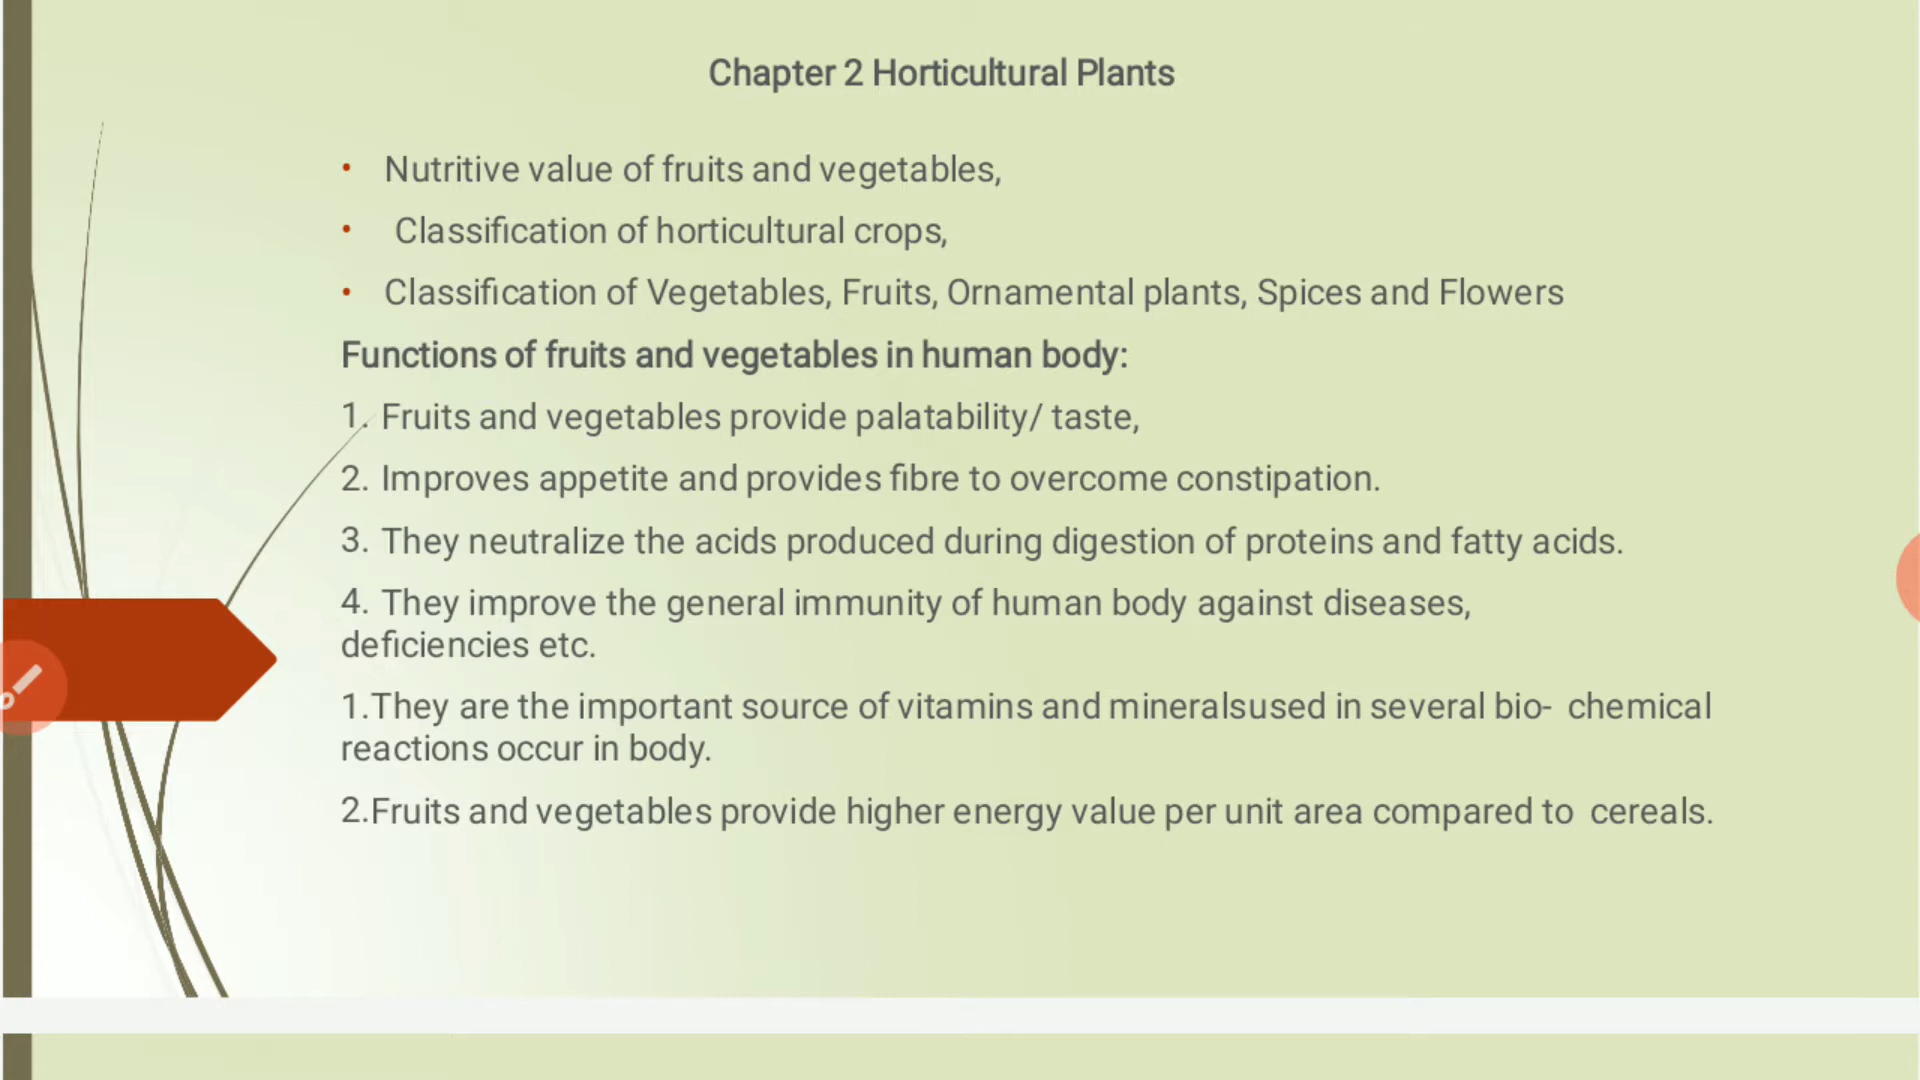 Chapter 2 Horticultural Plants
• Nutritive value of fruits and vegetables,
• Classification of horticultural crops,
• Classification of Vegetables, Fruits, Ornamental plants, Spices and Flowers
Functions of fruits and vegetables in human body:
1. Fruits and vegetables provide palatability/ taste,
2. Improves appetite and provides fibre to overcome constipation.
3. They neutralize the acids produced during digestion of proteins and fatty acids.
4. They improve the general immunity of human body against diseases,
deficiencies etc.
1.They are the important source of vitamins and mineralsused in several bio- chemical
reactions occur in body.
2.Fruits and vegetables provide higher energy value per unit area compared to cereals.